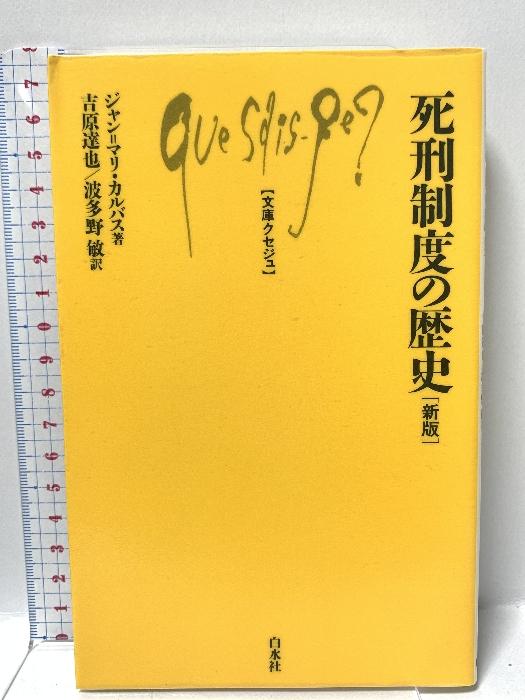 死刑制度の歴史[新版]
Que sais-je?
[文庫クセジュ]
ジャン=マリ・カルバス著
吉原達也/波多野 敏訳
白水社